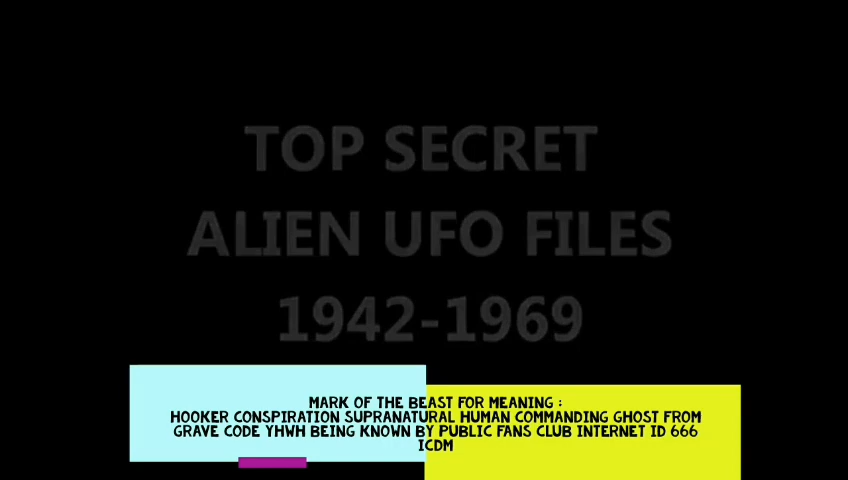 TOP SECRET
ALIEN UFO FILES
1942-1969
MARK OF THE BEAST FOR MEANING :
HOOKER CONSPIRATION SUPRANATURAL HUMAN COMMANDING GHOST FROM
GRAVE CODE YHWH BEING KNOWN BY PUBLIC FANS CLUB INTERNET ID 666
ICDM